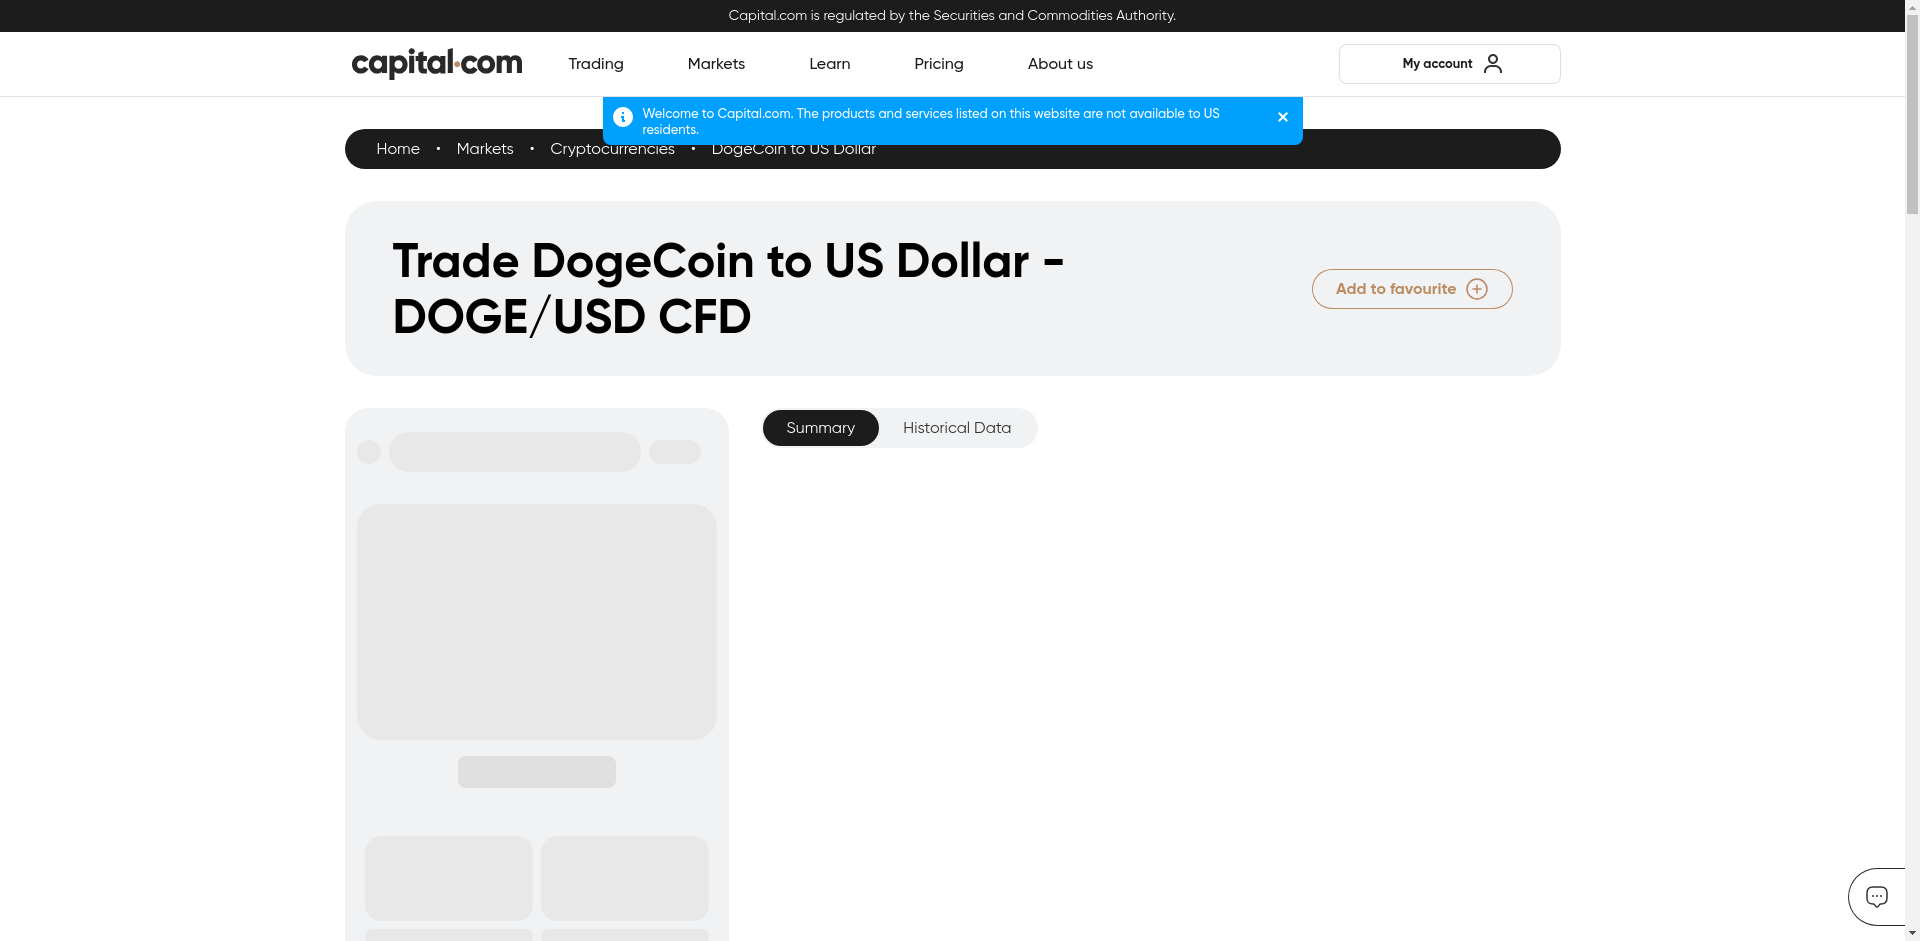 Capital.com is regulated by the Securities and Commodities Authority.
capital.com
Trading
Markets
Learn
Pricing
About us
My account
Welcome to Capital.com. The products and services listed on this website are not available to US
residents.
Home • Markets • Cryptocurrencies • DogeCoin to US Dollar
Trade DogeCoin to US Dollar -
DOGE/USD CFD
Add to favourite
Summary
Historical Data